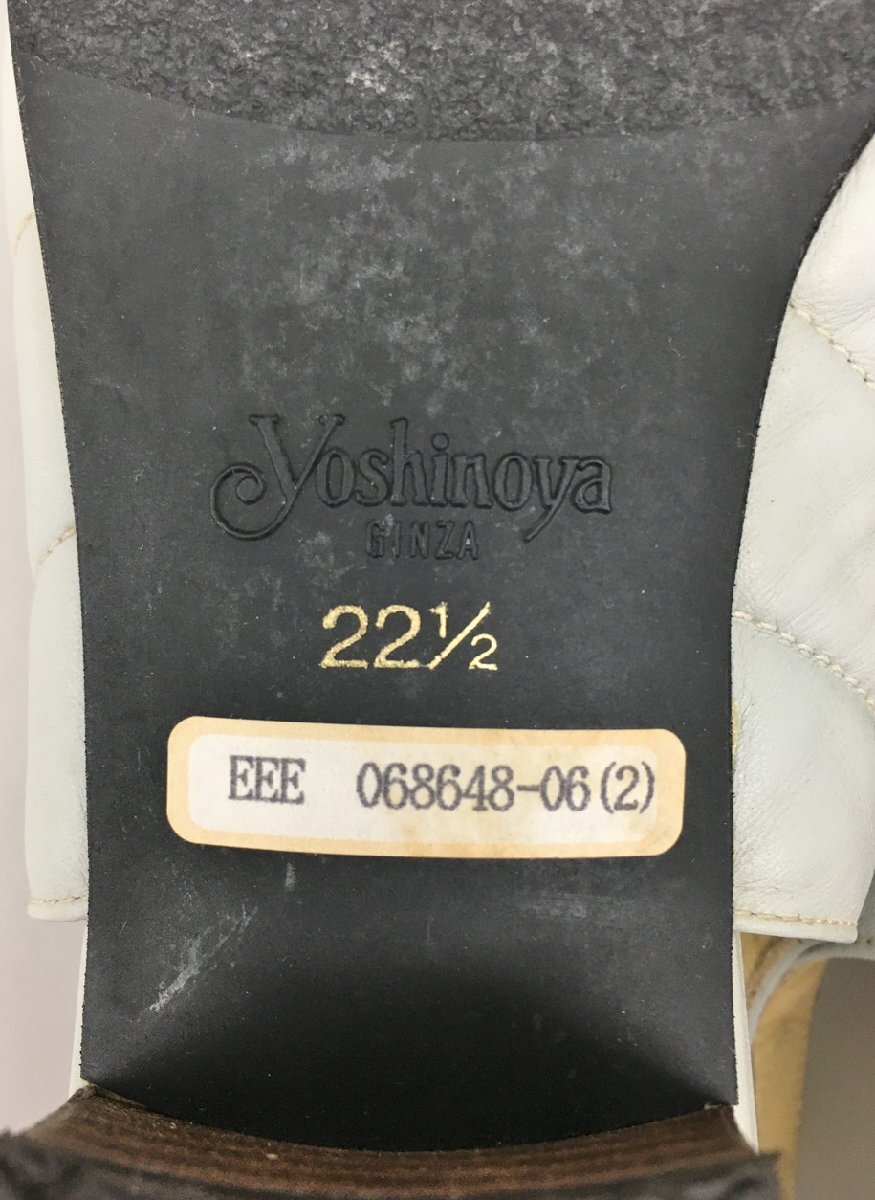 Yoshinoya
GINZA
22½
EEE 068648-06(2)